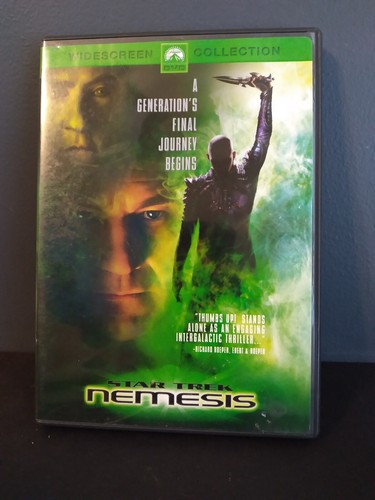 WIDESCREEN COLLECTION
A
GENERATION'S
FINAL
JOURNEY
BEGINS
"THUMBS UP! STANDS
ALONE AS AN ENGAGING
INTERGALACTIC THRILLER..."
-RICHARD ROEPER, EBERT & ROEPER
STAR TREK
NEMESIS